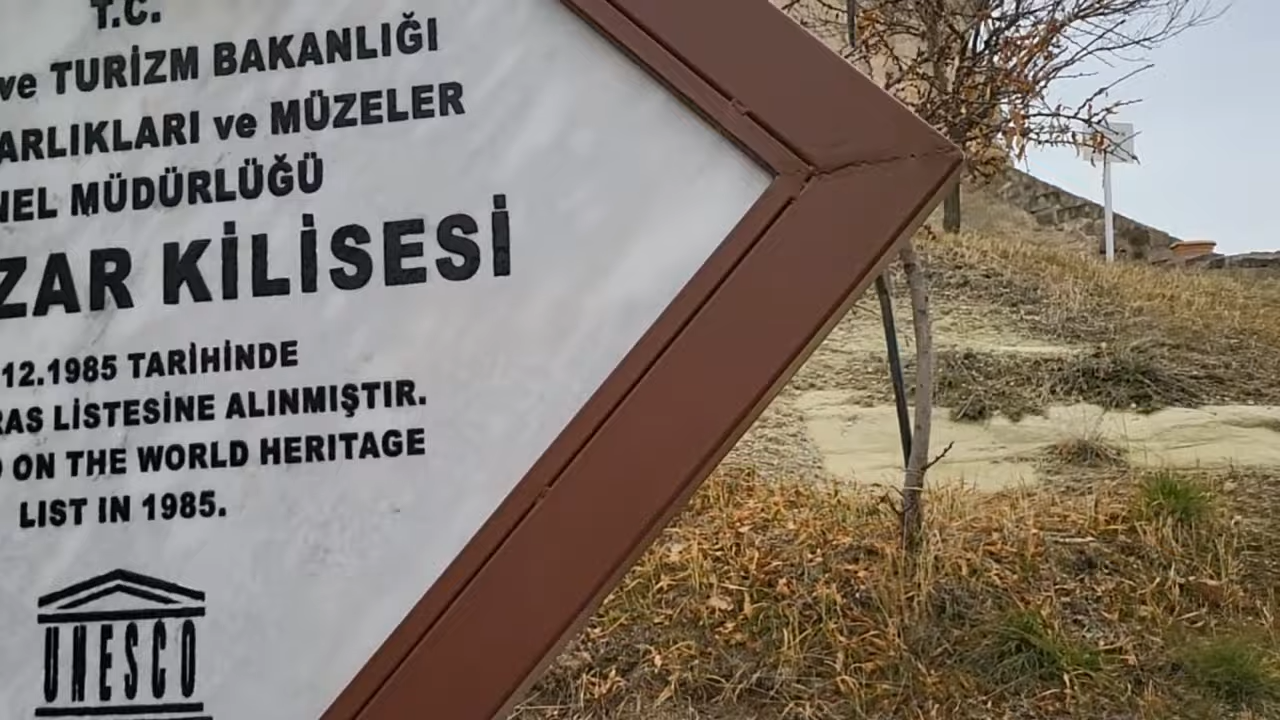 T.C.
ve TURİZM BAKANLIĞI
ARLIKLARI ve MÜZELER
NEL MÜDÜRLÜĞÜ
ZAR KİLİSESİ
12.1985 TARİHİNDE
RAS LİSTESİNE ALINMIŞTIR.
ON THE WORLD HERITAGE
LIST IN 1985.
UNESCO